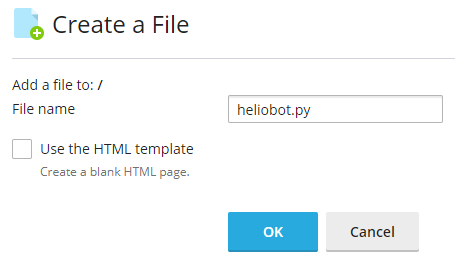 Create a File
Add a file to: /
File name
heliobot.py
Use the HTML template
Create a blank HTML page.
OK
Cancel